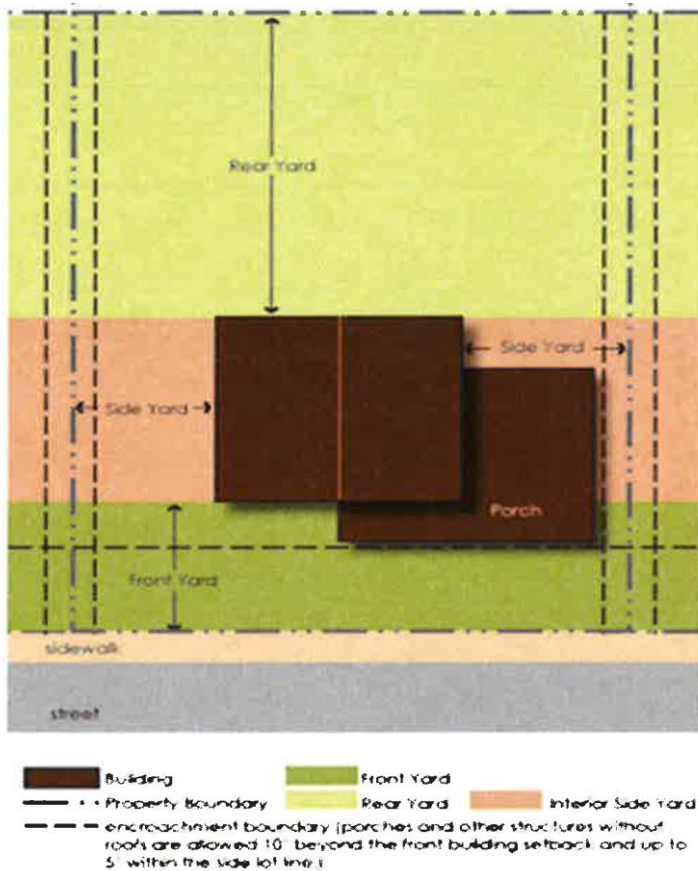 Rear Yard
Side Yard
Side Yard
Porch
Front Yard
sidewalk
street
Building
Front Yard
Property Boundary
Rear Yard
Interior Side Yard
encroachment boundary (porches and other structures without
roofs are allowed 10' beyond the front building setback and up to
5' within the side lot line)